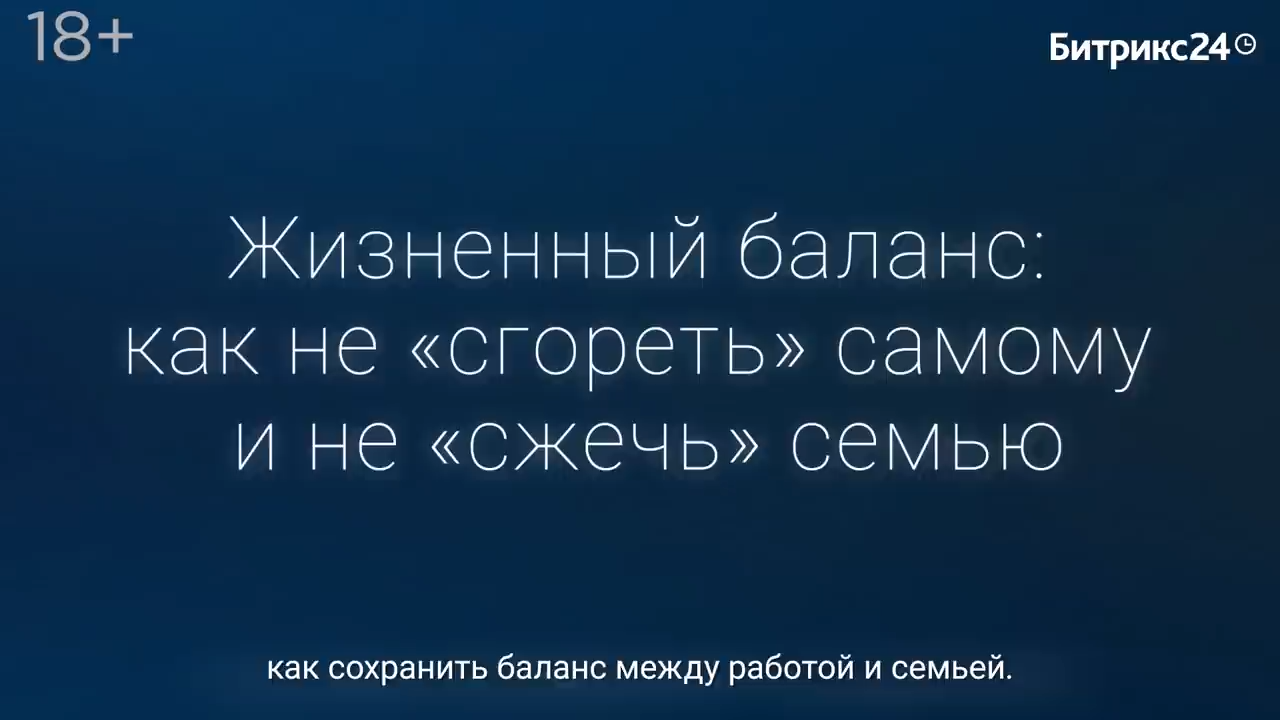 18+
Битрикс24
Жизненный баланс:
как не «сгореть» самому
и не «сжечь» семью
как сохранить баланс между работой и семьей.